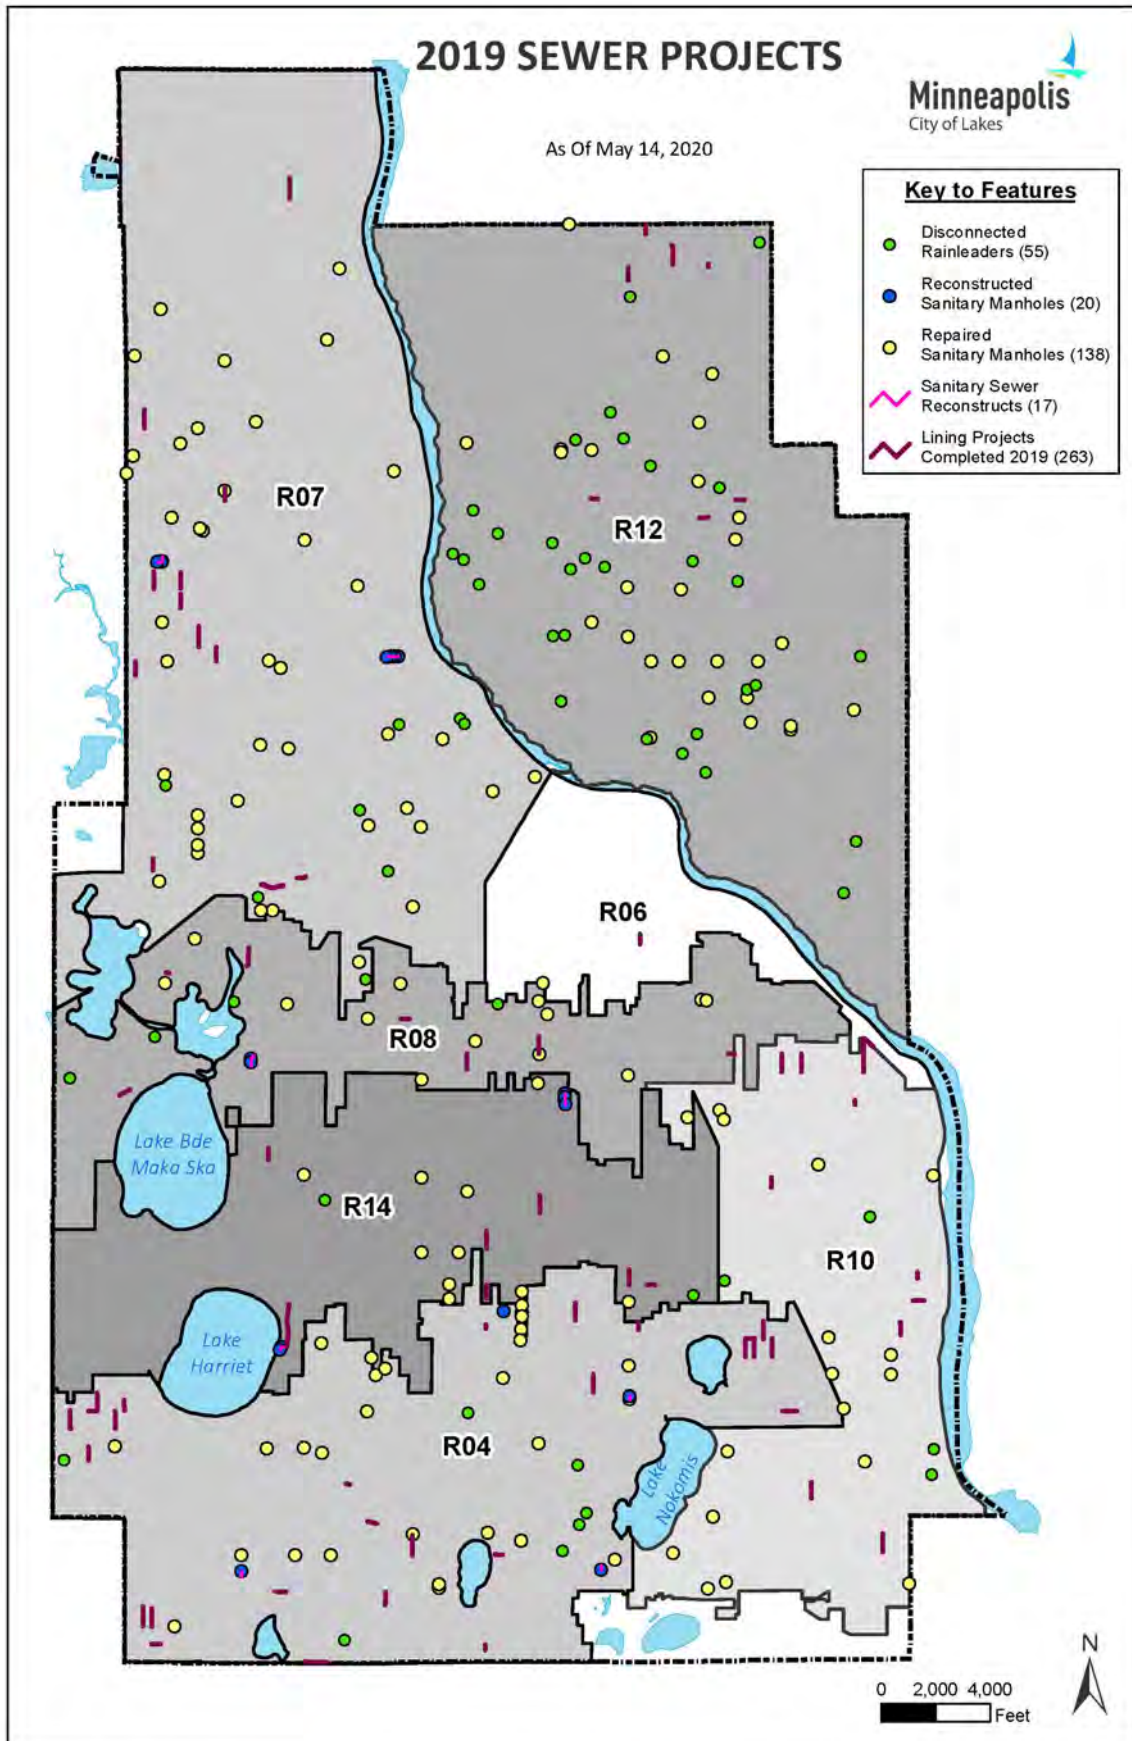 2019 SEWER PROJECTS
Minneapolis
City of Lakes
As Of May 14, 2020
Key to Features
Disconnected
Rainleaders (55)
Reconstructed
Sanitary Manholes (20)
Repaired
Sanitary Manholes (138)
Sanitary Sewer
Reconstructs (17)
Lining Projects
Completed 2019 (263)
R07
R12
R06
R08
Lake Bde
Maka Ska
R14
R10
Lake
Harriet
R04
Lake
Nokomis
N
0 2,000 4,000
Feet